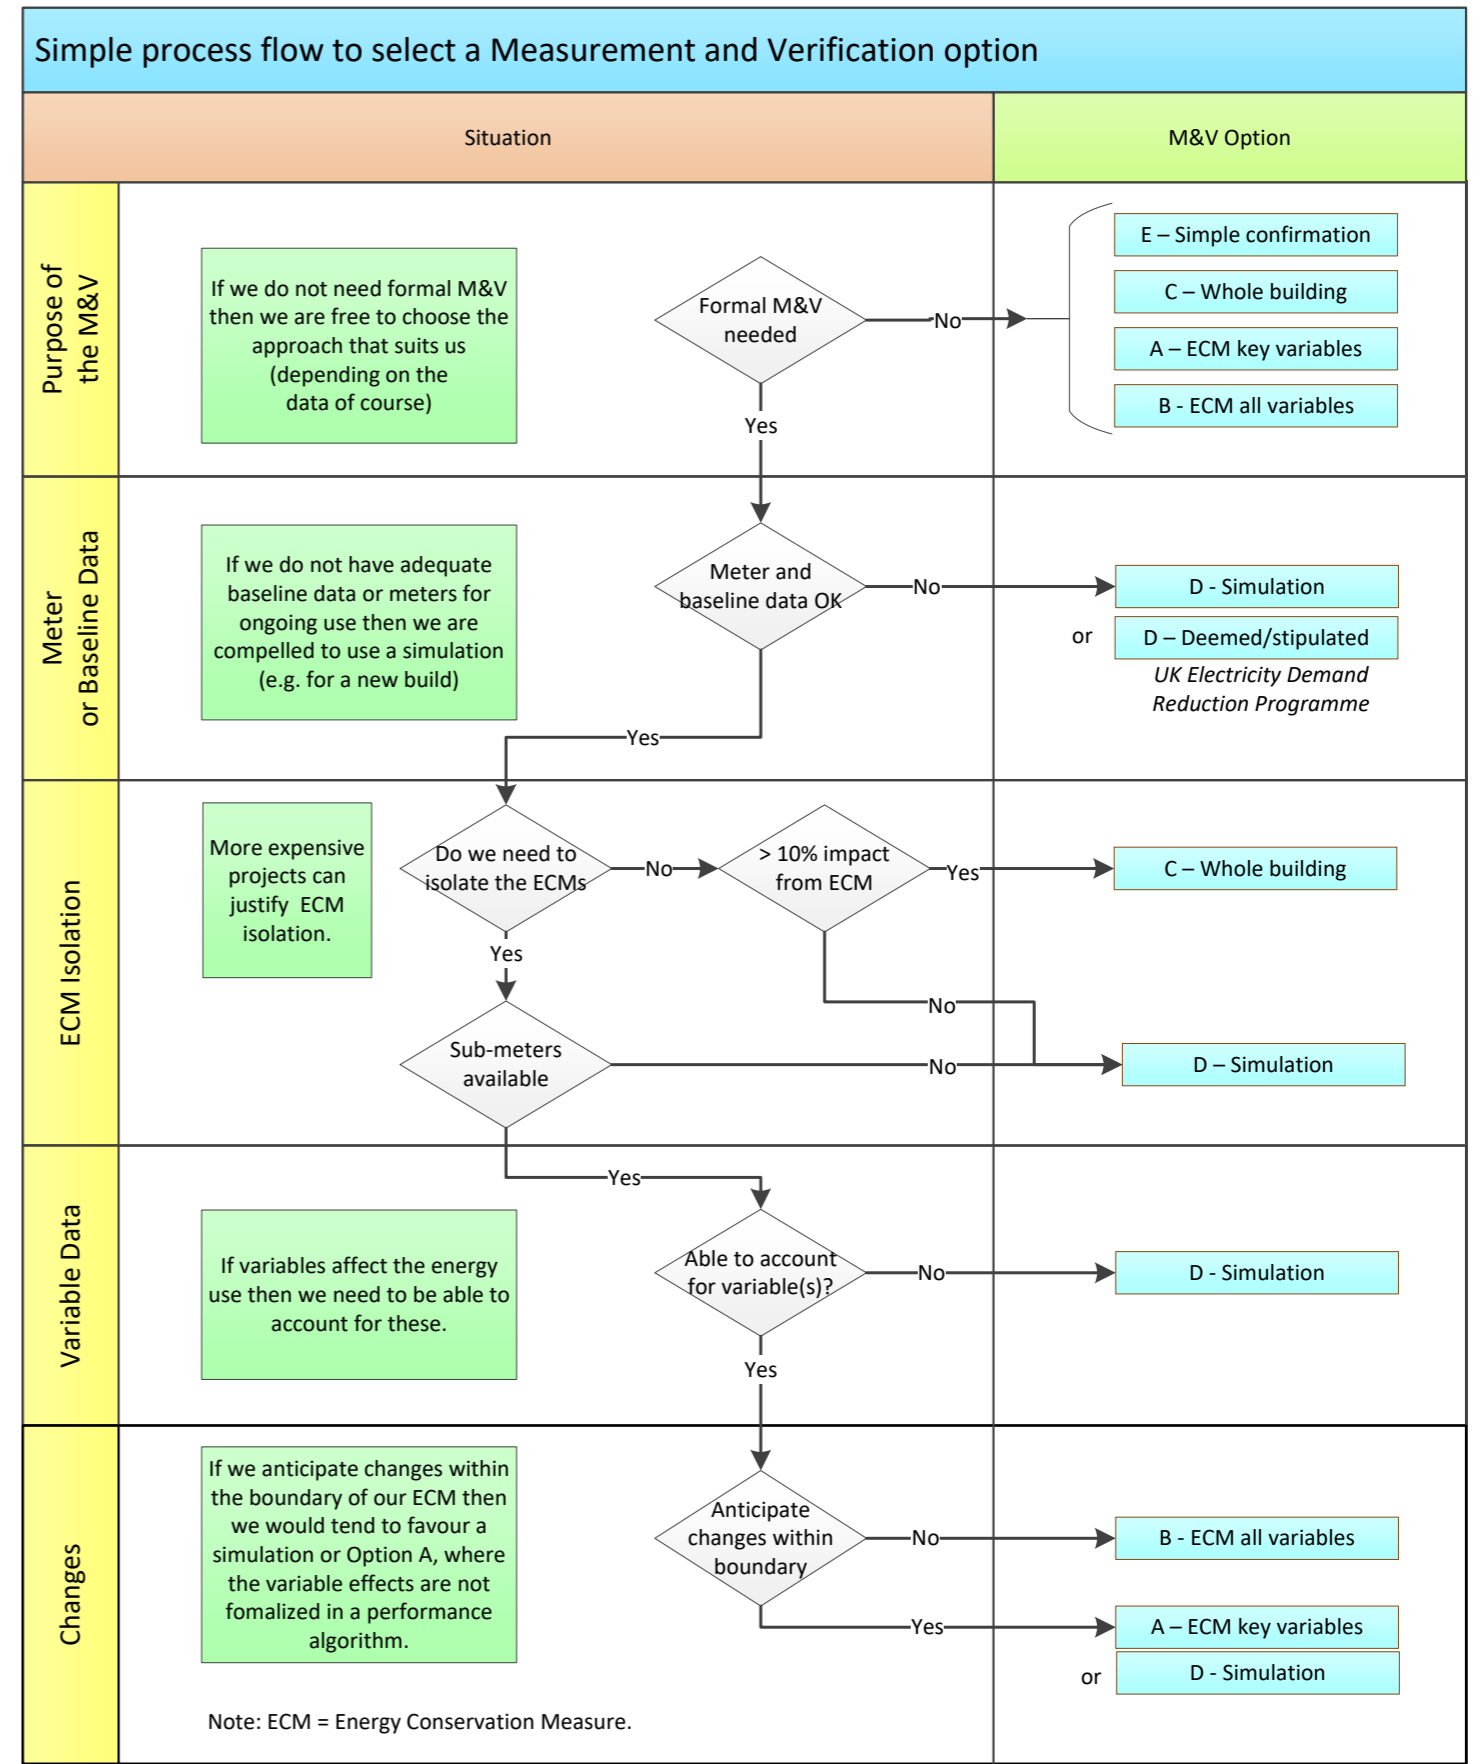 Simple process flow to select a Measurement and Verification option
Situation
M&V Option
Purpose of
the M&V
If we do not need formal M&V
then we are free to choose the
approach that suits us
(depending on the
data of course)
Formal M&V
needed
No
Yes
E – Simple confirmation
C – Whole building
A – ECM key variables
B - ECM all variables
Meter
or Baseline Data
If we do not have adequate
baseline data or meters for
ongoing use then we are
compelled to use a simulation
(e.g. for a new build)
Meter and
baseline data OK
No
Yes
D - Simulation
or
D – Deemed/stipulated
UK Electricity Demand
Reduction Programme
ECM Isolation
More expensive
projects can
justify ECM
isolation.
Do we need to
isolate the ECMs
No
Yes
> 10% impact
from ECM
Yes
No
C – Whole building
Sub-meters
available
No
Yes
D – Simulation
Variable Data
If variables affect the energy
use then we need to be able to
account for these.
Able to account
for variable(s)?
No
Yes
D - Simulation
Changes
If we anticipate changes within
the boundary of our ECM then
we would tend to favour a
simulation or Option A, where
the variable effects are not
fomalized in a performance
algorithm.
Anticipate
changes within
boundary
No
Yes
B - ECM all variables
A – ECM key variables
or
D - Simulation
Note: ECM = Energy Conservation Measure.